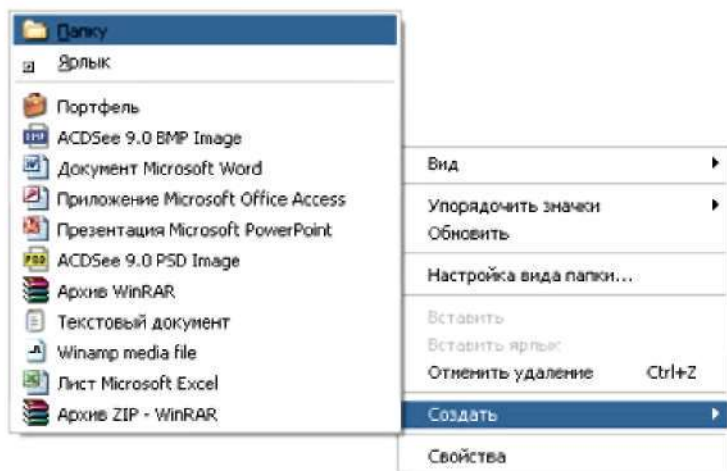 Папку
Ярлык
Портфель
ACDSee 9.0 BMP Image
Документ Microsoft Word
Приложение Microsoft Office Access
Презентация Microsoft PowerPoint
ACDSee 9.0 PSD Image
Архив WinRAR
Текстовый документ
Winamp media file
Лист Microsoft Excel
Архив ZIP - WinRAR
Вид
Упорядочить значки
Обновить
Настройка вида папки...
Вставить
Вставить ярлык
Отменить удаление Ctrl+Z
Создать
Свойства